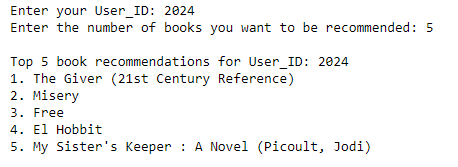 Enter your User_ID: 2024
Enter the number of books you want to be recommended: 5
Top 5 book recommendations for User_ID: 2024
1. The Giver (21st Century Reference)
2. Misery
3. Free
4. El Hobbit
5. My Sister's Keeper : A Novel (Picoult, Jodi)